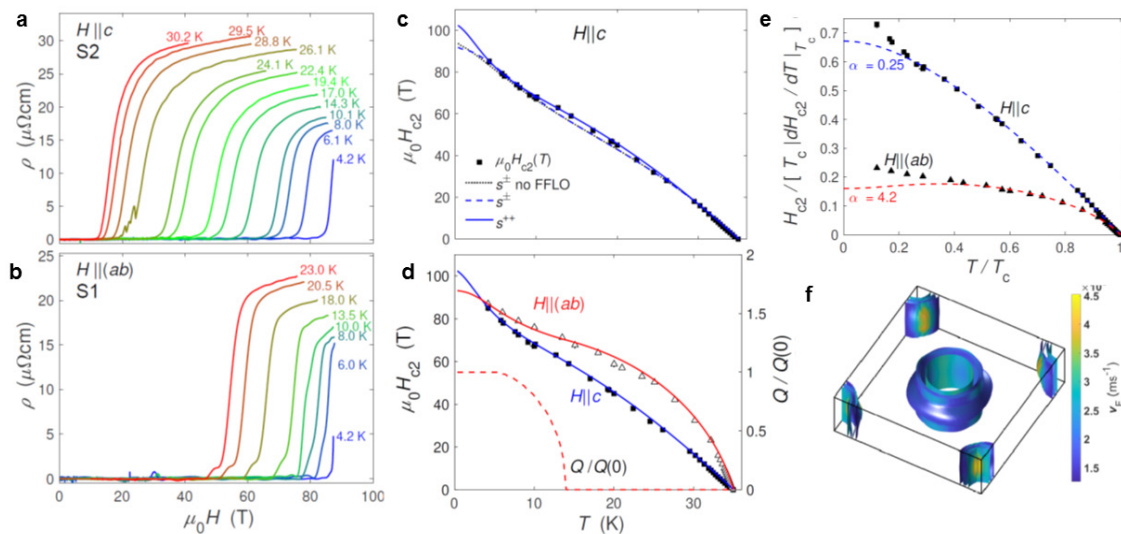 a
H||c
S2
30.2 K
29.5 K
28.8 K
26.1 K
24.1 K
22.4 K
19.4 K
17.0 K
14.3 K
10.1 K
8.0 K
6.1 K
4.2 K
30
25
20
15
10
5
0
ρ (μΩcm)
b
H||(ab)
S1
23.0 K
20.5 K
18.0 K
13.5 K
10.0 K
8.0 K
6.0 K
4.2 K
25
20
15
10
5
0
ρ (μΩcm)
0 20 40 60 80 100
μ0H (T)
c
H||c
100
80
60
40
20
0
μ0Hc2 (T)
μ0Hc2(T)
s± no FFLO
s±
s++
d
H||(ab)
H||c
Q/Q(0)
100
80
60
40
20
0
μ0Hc2 (T)
2
1.5
1
0.5
0
Q/Q(0)
0 10 20 30
T (K)
e
0.7
0.6
0.5
0.4
0.3
0.2
0.1
0
Hc2 / [ Tc |dHc2 / dT |Tc ]
α = 0.25
H||c
H||(ab)
α = 4.2
0 0.2 0.4 0.6 0.8 1
T / Tc
f
4.5
4
3.5
3
2.5
2
1.5
vF (ms-1)